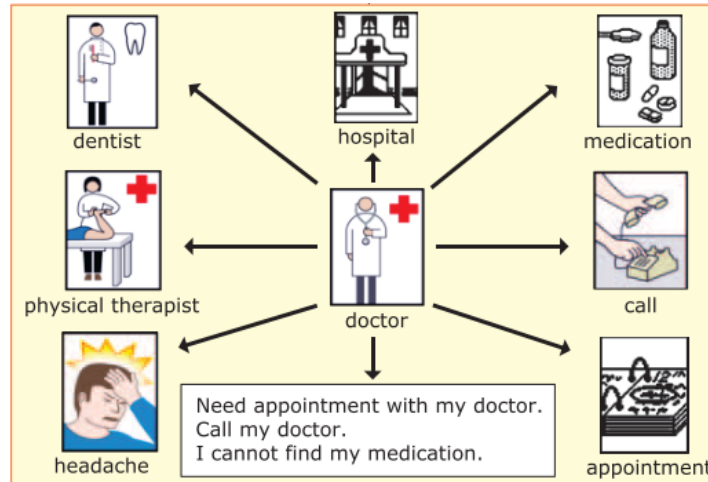 dentist
hospital
medication
physical therapist
doctor
call
headache
Need appointment with my doctor.
Call my doctor.
I cannot find my medication.
appointment